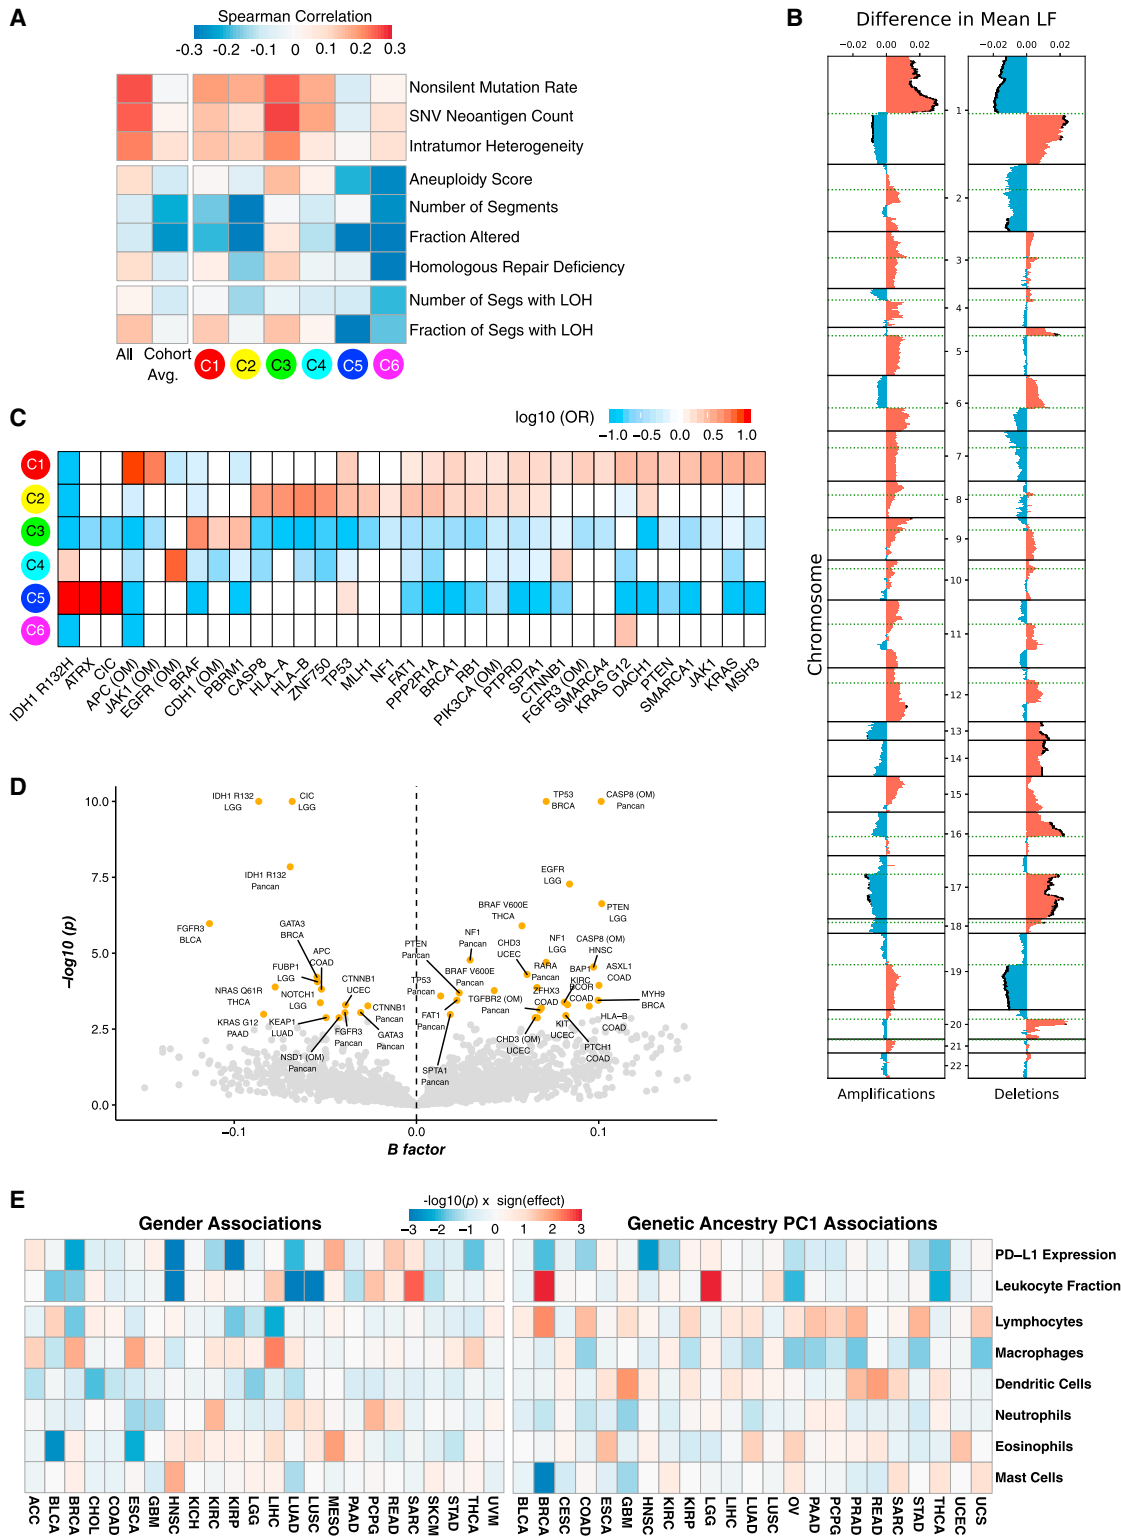 A
Spearman Correlation
-0.3 -0.2 -0.1 0 0.1 0.2 0.3
Nonsilent Mutation Rate
SNV Neoantigen Count
Intratumor Heterogeneity
Aneuploidy Score
Number of Segments
Fraction Altered
Homologous Repair Deficiency
Number of Segs with LOH
Fraction of Segs with LOH
All Cohort Avg. C1 C2 C3 C4 C5 C6
B
Difference in Mean LF
−0.02 0.00 0.02 −0.02 0.00 0.02
Chromosome
1
2
3
4
5
6
7
8
9
10
11
12
13
14
15
16
17
18
19
20
21
22
Amplifications Deletions
C
log10 (OR)
−1.0 −0.5 0.0 0.5 1.0
C1
C2
C3
C4
C5
C6
IDH1 R132H
ATRX
CIC
APC (OM)
JAK1 (OM)
EGFR (OM)
BRAF
CDH1 (OM)
PBRM1
CASP8
HLA−A
HLA−B
ZNF750
TP53
MLH1
NF1
FAT1
PPP2R1A
BRCA1
RB1
PIK3CA (OM)
PTPRD
SPTA1
CTNNB1
FGFR3 (OM)
SMARCA4
KRAS G12
DACH1
PTEN
SMARCA1
JAK1
KRAS
MSH3
D
−log10 (p)
10.0
7.5
5.0
2.5
0.0
−0.1 0.0 0.1
B factor
IDH1 R132
LGG
CIC
LGG
TP53
BRCA
CASP8 (OM)
Pancan
IDH1 R132
Pancan
EGFR
LGG
FGFR3
BLCA
GATA3
BRCA
APC
COAD
PTEN
Pancan
NF1
Pancan
BRAF V600E
THCA
CHD3
UCEC
NF1
LGG
PTEN
LGG
CASP8 (OM)
HNSC
FUBP1
LGG
CTNNB1
UCEC
TP53
Pancan
BRAF V600E
Pancan
RARA
Pancan
BAP1
KIRC
ASXL1
COAD
NRAS Q61R
THCA
NOTCH1
LGG
CTNNB1
Pancan
TGFBR2 (OM)
Pancan
ZFHX3
COAD
BCOR
COAD
MYH9
BRCA
KRAS G12
PAAD
KEAP1
LUAD
FGFR3
Pancan
GATA3
Pancan
FAT1
Pancan
CHD3 (OM)
UCEC
KIT
UCEC
HLA−B
COAD
NSD1 (OM)
Pancan
SPTA1
Pancan
PTCH1
COAD
E
-log10(p) x sign(effect)
−3 −2 −1 0 1 2 3
Gender Associations
Genetic Ancestry PC1 Associations
PD−L1 Expression
Leukocyte Fraction
Lymphocytes
Macrophages
Dendritic Cells
Neutrophils
Eosinophils
Mast Cells
ACC BLCA BRCA CHOL COAD ESCA GBM HNSC KICH KIRC KIRP LGG LIHC LUAD LUSC MESO PAAD PCPG READ SARC SKCM STAD THCA UVM
BLCA BRCA CESC COAD ESCA GBM HNSC KIRC KIRP LGG LIHC LUAD LUSC OV PAAD PCPG PRAD READ SARC STAD THCA UCEC UCS